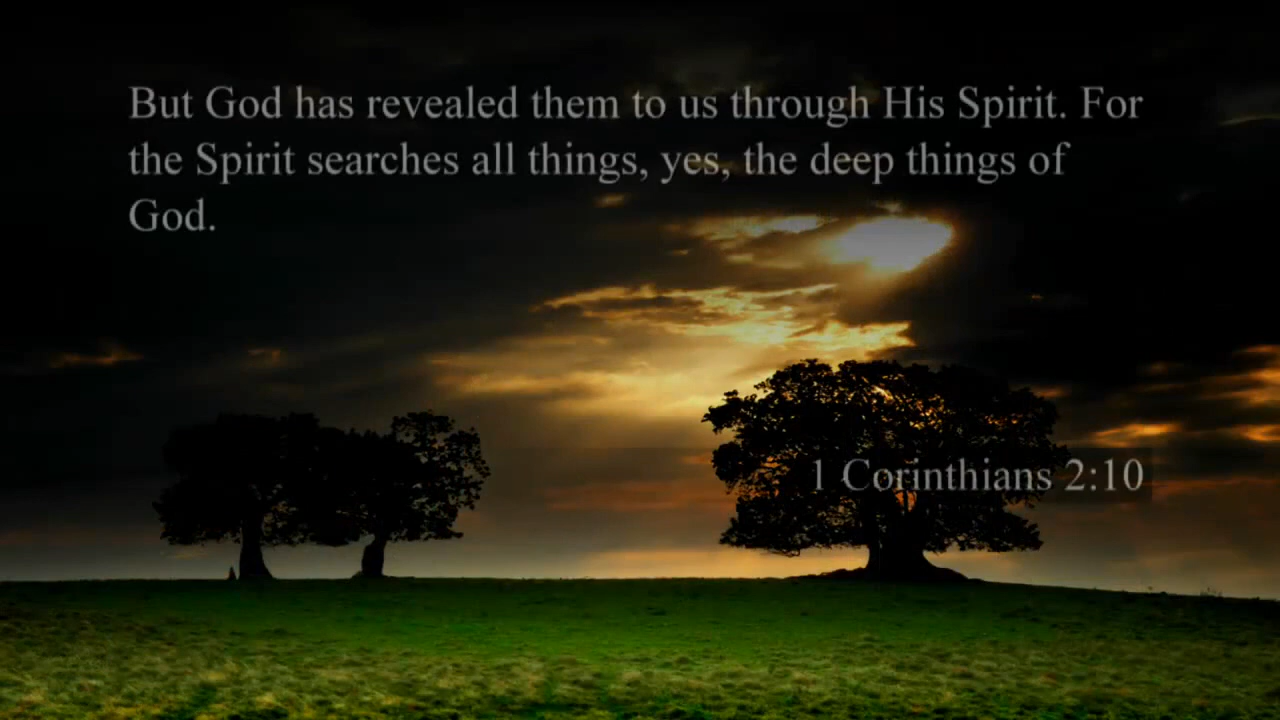 But God has revealed them to us through His Spirit. For
the Spirit searches all things, yes, the deep things of
God.
1 Corinthians 2:10